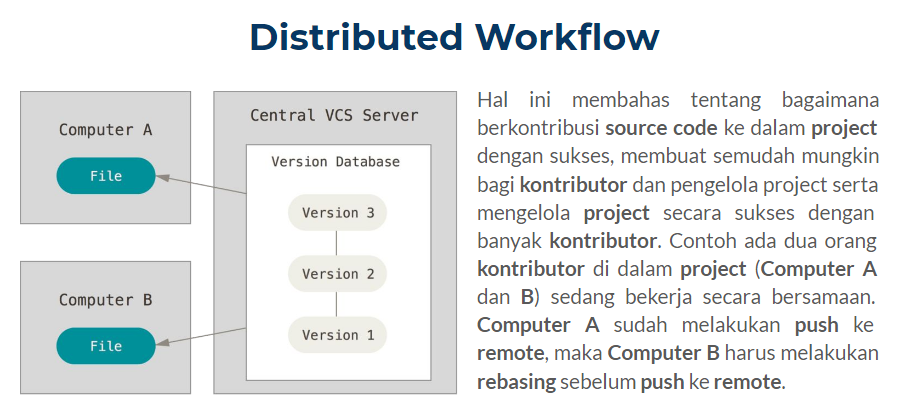 Distributed Workflow
Computer A
File
Computer B
File
Central VCS Server
Version Database
Version 3
Version 2
Version 1
Hal ini membahas tentang bagaimana
berkontribusi source code ke dalam project
dengan sukses, membuat semudah mungkin
bagi kontributor dan pengelola project serta
mengelola project secara sukses dengan
banyak kontributor. Contoh ada dua orang
kontributor di dalam project (Computer A
dan B) sedang bekerja secara bersamaan.
Computer A sudah melakukan push ke
remote, maka Computer B harus melakukan
rebasing sebelum push ke remote.